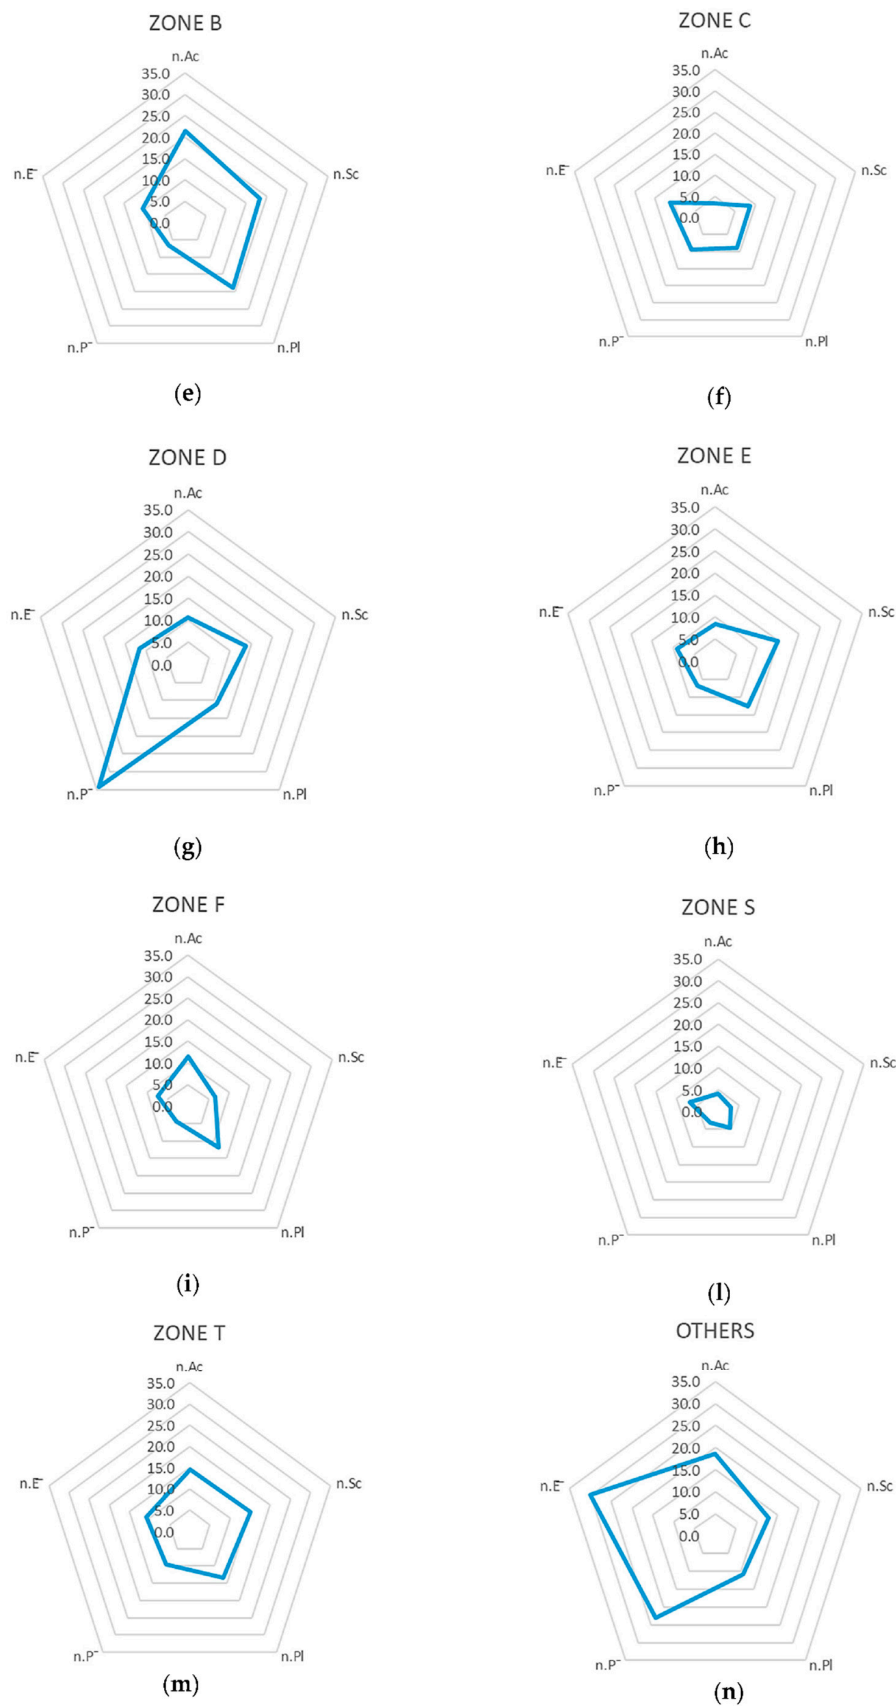 ZONE B
n.Ac
35.0
30.0
25.0
20.0
15.0
10.0
5.0
0.0
n.E⁻
n.Sc
n.P⁻
n.Pl
(e)
ZONE C
n.Ac
35.0
30.0
25.0
20.0
15.0
10.0
5.0
0.0
n.E⁻
n.Sc
n.P⁻
n.Pl
(f)
ZONE D
n.Ac
35.0
30.0
25.0
20.0
15.0
10.0
5.0
0.0
n.E⁻
n.Sc
n.P⁻
n.Pl
(g)
ZONE E
n.Ac
35.0
30.0
25.0
20.0
15.0
10.0
5.0
0.0
n.E⁻
n.Sc
n.P⁻
n.Pl
(h)
ZONE F
n.Ac
35.0
30.0
25.0
20.0
15.0
10.0
5.0
0.0
n.E⁻
n.Sc
n.P⁻
n.Pl
(i)
ZONE S
n.Ac
35.0
30.0
25.0
20.0
15.0
10.0
5.0
0.0
n.E⁻
n.Sc
n.P⁻
n.Pl
(l)
ZONE T
n.Ac
35.0
30.0
25.0
20.0
15.0
10.0
5.0
0.0
n.E⁻
n.Sc
n.P⁻
n.Pl
(m)
OTHERS
n.Ac
35.0
30.0
25.0
20.0
15.0
10.0
5.0
0.0
n.E⁻
n.Sc
n.P⁻
n.Pl
(n)